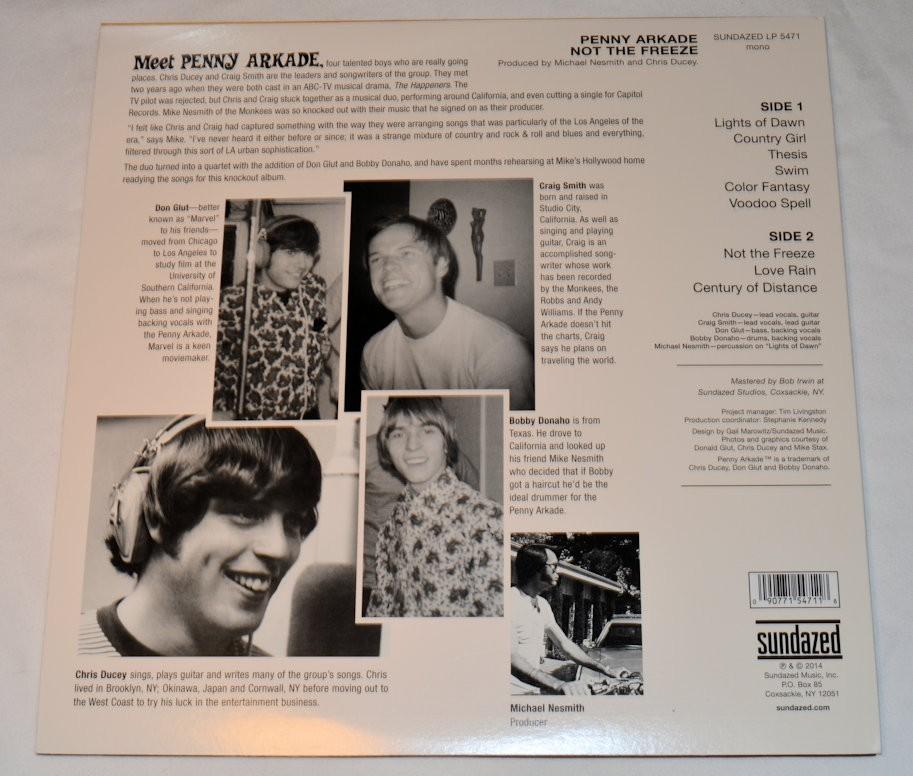 Meet PENNY ARKADE, four talented boys who are really going
places. Chris Ducey and Craig Smith are the leaders and songwriters of the group. They met
two years ago when they were both cast in an ABC-TV musical drama, The Happeners. The
TV pilot was rejected, but Chris and Craig stuck together as a musical duo, performing around California, and even cutting a single for Capitol
Records. Mike Nesmith of the Monkees was so knocked out with their music that he signed on as their producer.
"I felt like Chris and Craig had captured something with the way they were arranging songs that was particularly of the Los Angeles of the
era," says Mike. "I've never heard it either before or since; it was a strange mixture of country and rock & roll and blues and everything,
filtered through this sort of LA urban sophistication."
The duo turned into a quartet with the addition of Don Glut and Bobby Donaho, and have spent months rehearsing at Mike's Hollywood home
readying the songs for this knockout album.
Don Glut—better
known as "Marvel"
to his friends—
moved from Chicago
to Los Angeles to
study film at the
University of
Southern California.
When he's not play-
ing bass and singing
backing vocals with
the Penny Arkade,
Marvel is a keen
moviemaker.
Craig Smith was
born and raised in
Studio City,
California. As well as
singing and playing
guitar, Craig is an
accomplished song-
writer whose work
has been recorded
by the Monkees, the
Robbs and Andy
Williams. If the Penny
Arkade doesn't hit
the charts, Craig
says he plans on
traveling the world.
Bobby Donaho is from
Texas. He drove to
California and looked up
his friend Mike Nesmith
who decided that if Bobby
got a haircut he'd be the
ideal drummer for the
Penny Arkade.
Chris Ducey sings, plays guitar and writes many of the group's songs. Chris
lived in Brooklyn, NY; Okinawa, Japan and Cornwall, NY before moving out to
the West Coast to try his luck in the entertainment business.
Michael Nesmith
Producer
PENNY ARKADE
NOT THE FREEZE
Produced by Michael Nesmith and Chris Ducey.
SUNDAZED LP 5471
mono
SIDE 1
Lights of Dawn
Country Girl
Thesis
Swim
Color Fantasy
Voodoo Spell
SIDE 2
Not the Freeze
Love Rain
Century of Distance
Chris Ducey—lead vocals, guitar
Craig Smith—lead vocals, lead guitar
Don Glut—bass, backing vocals
Bobby Donaho—drums, backing vocals
Michael Nesmith—percussion on "Lights of Dawn"
Mastered by Bob Irwin at
Sundazed Studios, Coxsackie, NY.
Project manager: Tim Livingston
Production coordinator: Stephanie Kennedy
Design by Gail Marowitz/Sundazed Music.
Photos and graphics courtesy of
Donald Glut, Chris Ducey and Mike Stax.
Penny Arkade™ is a trademark of
Chris Ducey, Don Glut and Bobby Donaho.
0 90771 54711 6
sundazed
℗ & © 2014
Sundazed Music, Inc.
P.O. Box 85
Coxsackie, NY 12051
sundazed.com